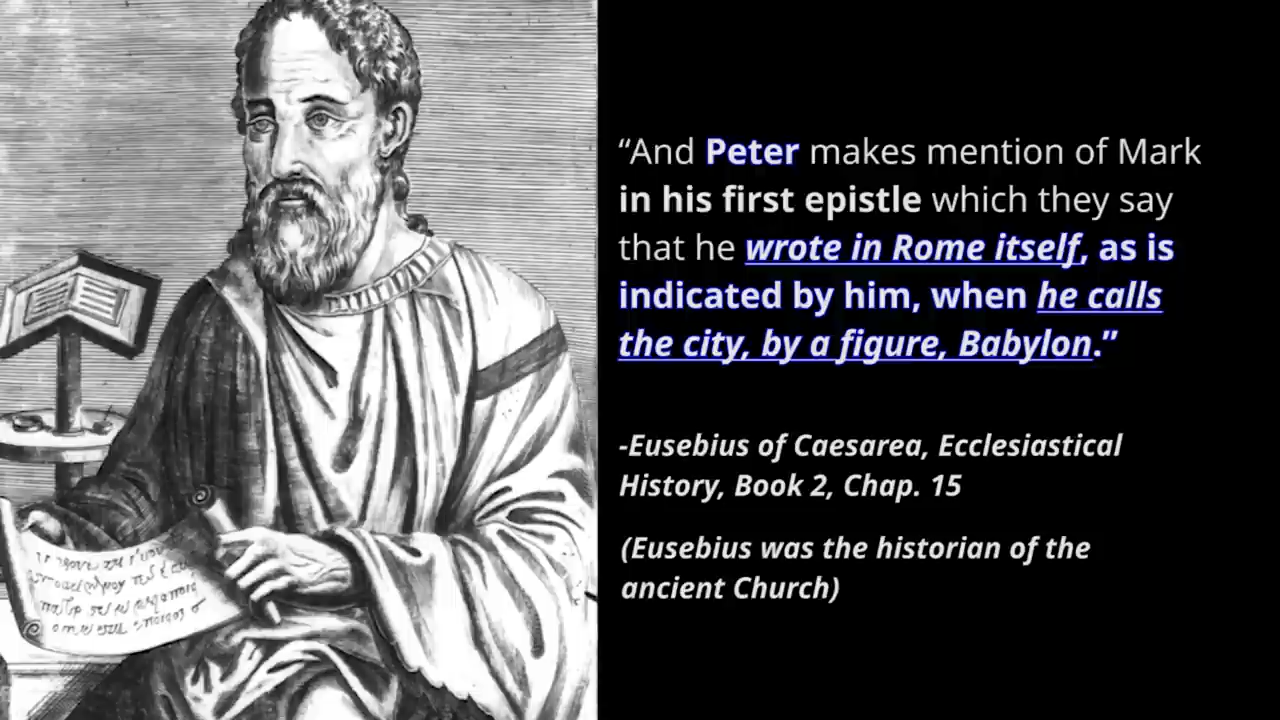 “And Peter makes mention of Mark
in his first epistle which they say
that he wrote in Rome itself, as is
indicated by him, when he calls
the city, by a figure, Babylon.”
-Eusebius of Caesarea, Ecclesiastical
History, Book 2, Chap. 15
(Eusebius was the historian of the
ancient Church)